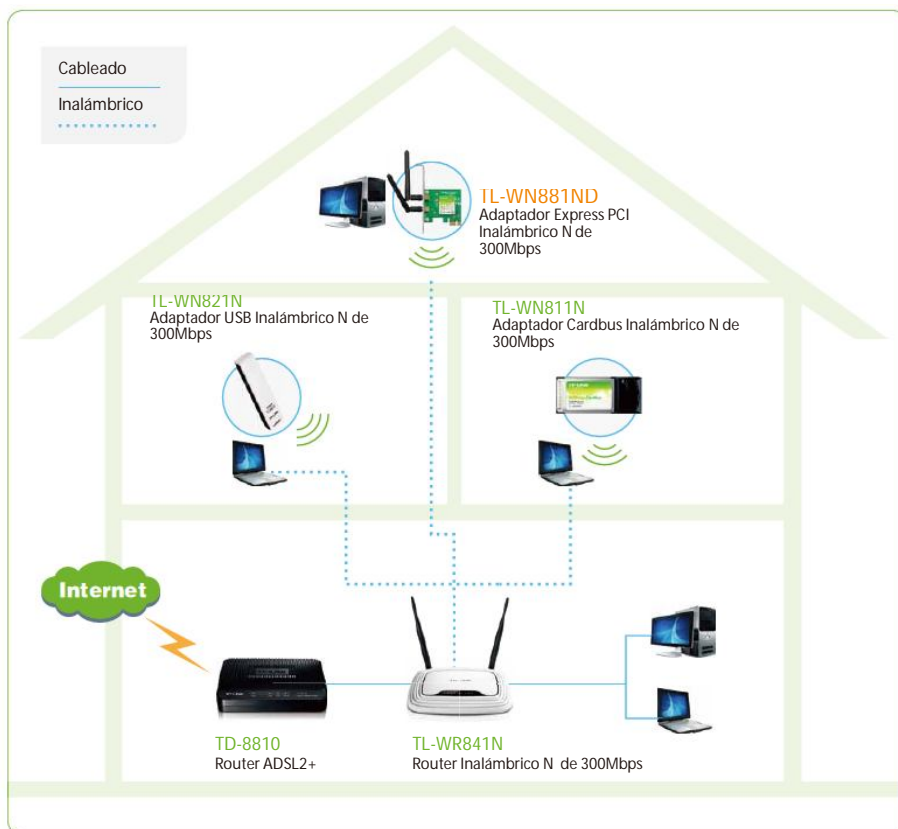 Cableado
Inalámbrico
TL-WN881ND
Adaptador Express PCI
Inalámbrico N de
300Mbps
TL-WN821N
Adaptador USB Inalámbrico N de
300Mbps
TL-WN811N
Adaptador Cardbus Inalámbrico N de
300Mbps
Internet
TD-8810
Router ADSL2+
TL-WR841N
Router Inalámbrico N de 300Mbps